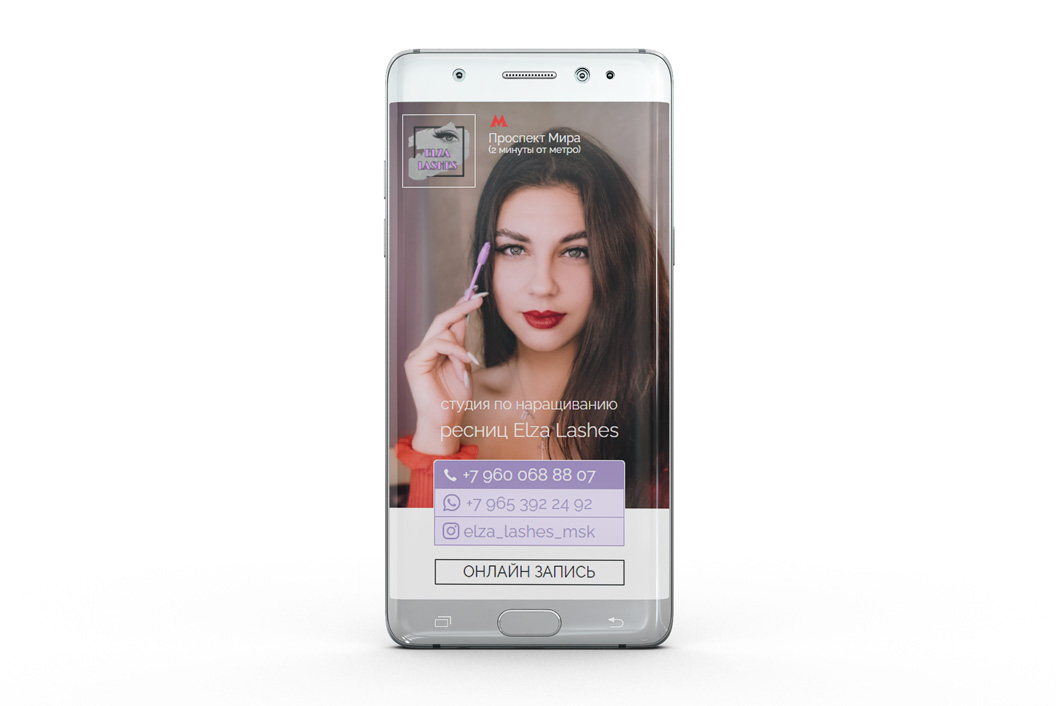 ELZA
LASHES
Проспект Мира
(2 минуты от метро)
студия по наращиванию
ресниц Elza Lashes
+7 960 068 88 07
+7 965 392 24 92
elza_lashes_msk
ОНЛАЙН ЗАПИСЬ